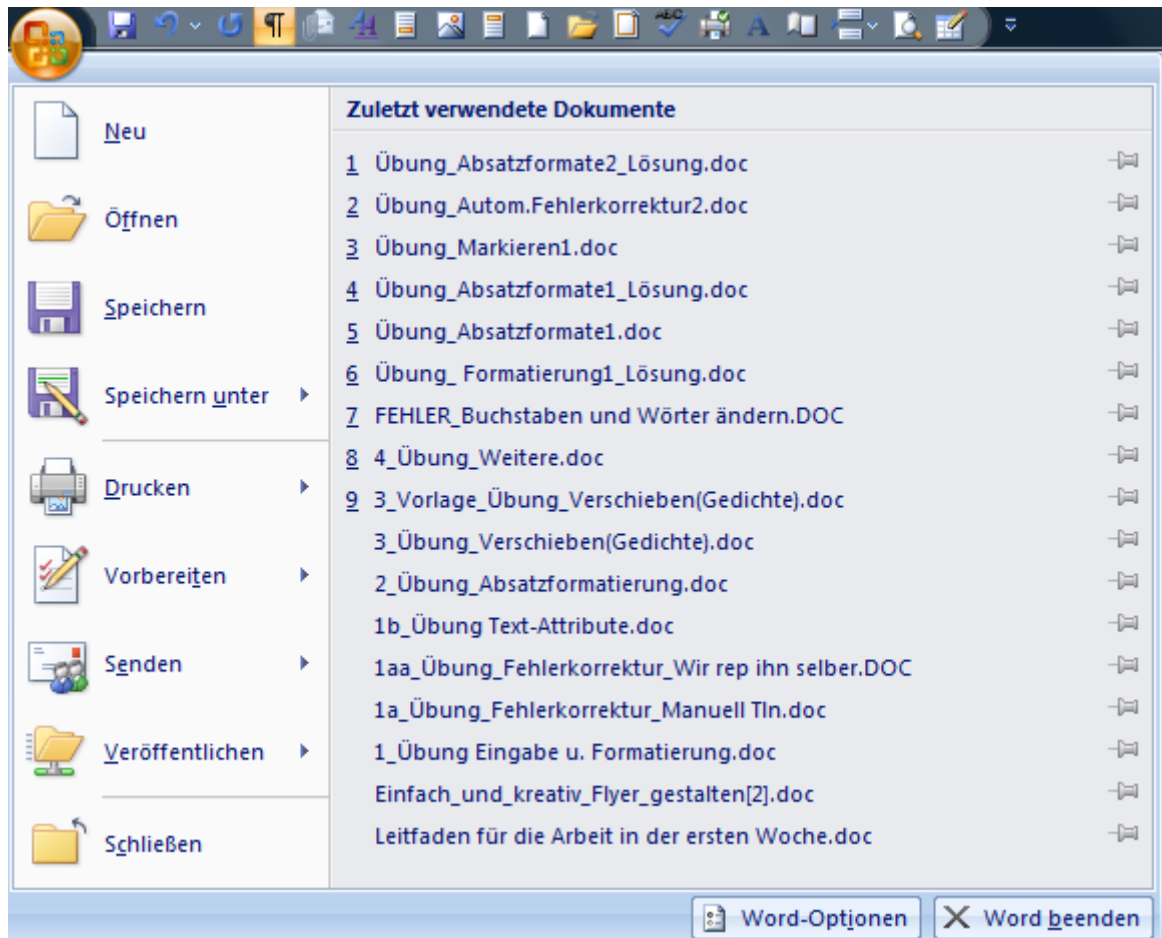 Neu
Öffnen
Speichern
Speichern unter
Drucken
Vorbereiten
Senden
Veröffentlichen
Schließen
Zuletzt verwendete Dokumente
1 Übung_Absatzformate2_Lösung.doc
2 Übung_Autom.Fehlerkorrektur2.doc
3 Übung_Markieren1.doc
4 Übung_Absatzformate1_Lösung.doc
5 Übung_Absatzformate1.doc
6 Übung_ Formatierung1_Lösung.doc
7 FEHLER_Buchstaben und Wörter ändern.DOC
8 4_Übung_Weitere.doc
9 3_Vorlage_Übung_Verschieben(Gedichte).doc
3_Übung_Verschieben(Gedichte).doc
2_Übung_Absatzformatierung.doc
1b_Übung Text-Attribute.doc
1aa_Übung_Fehlerkorrektur_Wir rep ihn selber.DOC
1a_Übung_Fehlerkorrektur_Manuell Tln.doc
1_Übung Eingabe u. Formatierung.doc
Einfach_und_kreativ_Flyer_gestalten[2].doc
Leitfaden für die Arbeit in der ersten Woche.doc
Word-Optionen
Word beenden